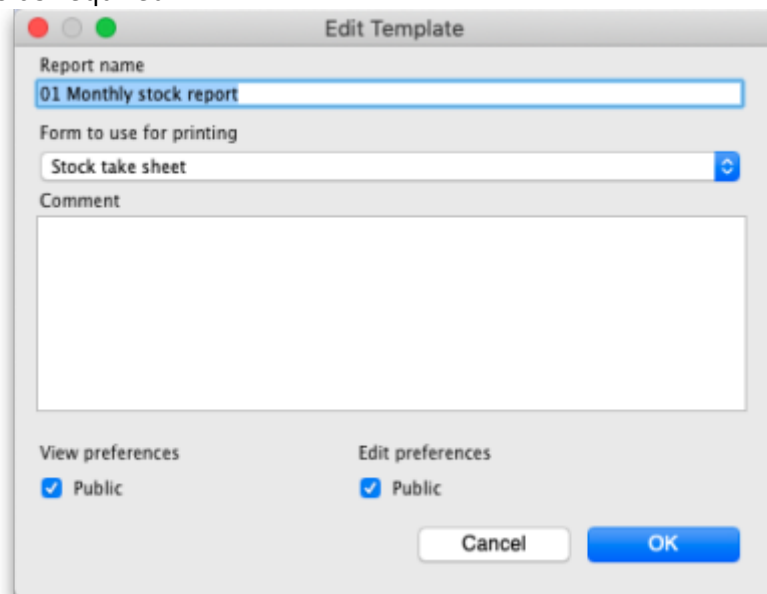 Edit Template
Report name
01 Monthly stock report
Form to use for printing
Stock take sheet
Comment
View preferences Edit preferences
Public Public
Cancel OK